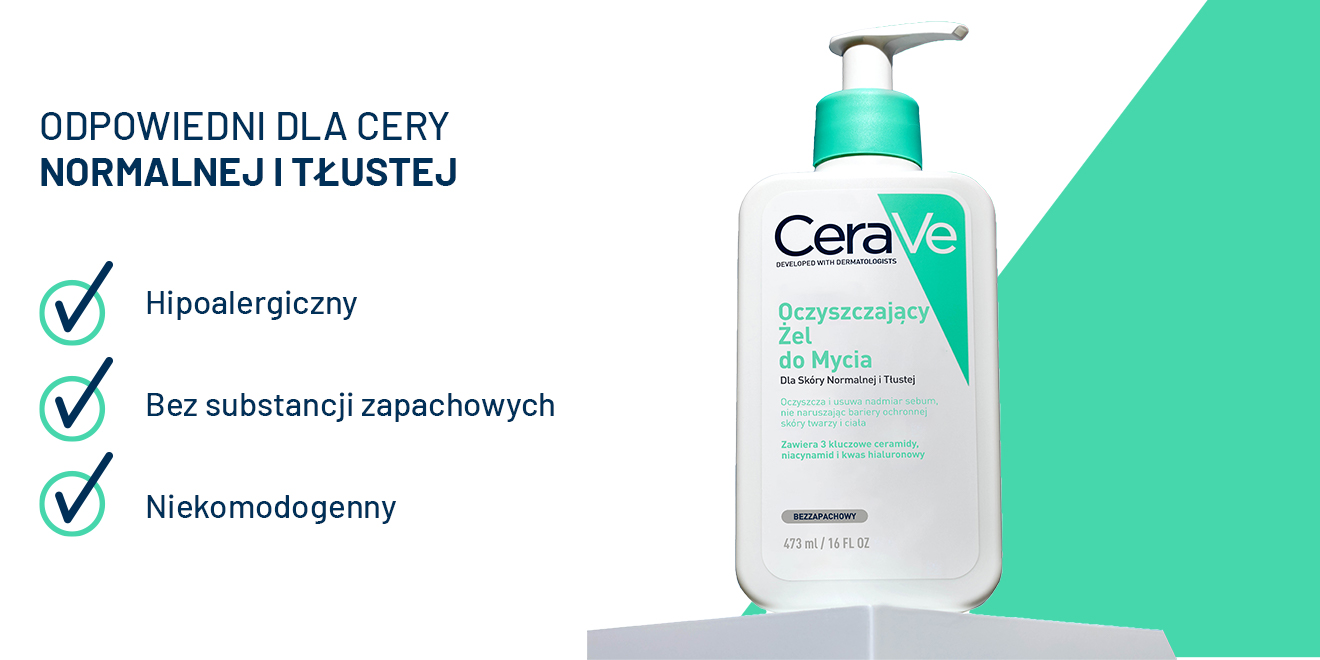 ODPOWIEDNI DLA CERY
NORMALNEJ I TŁUSTEJ
Hipoalergiczny
Bez substancji zapachowych
Niekomodogenny
CeraVe
DEVELOPED WITH DERMATOLOGISTS
Oczyszczający
Żel
do Mycia
Dla Skóry Normalnej i Tłustej
Oczyszcza i usuwa nadmiar sebum,
nie naruszając bariery ochronnej
skóry twarzy i ciała
Zawiera 3 kluczowe ceramidy,
niacynamid i kwas hialuronowy
BEZZAPACHOWY
473 ml / 16 FL OZ